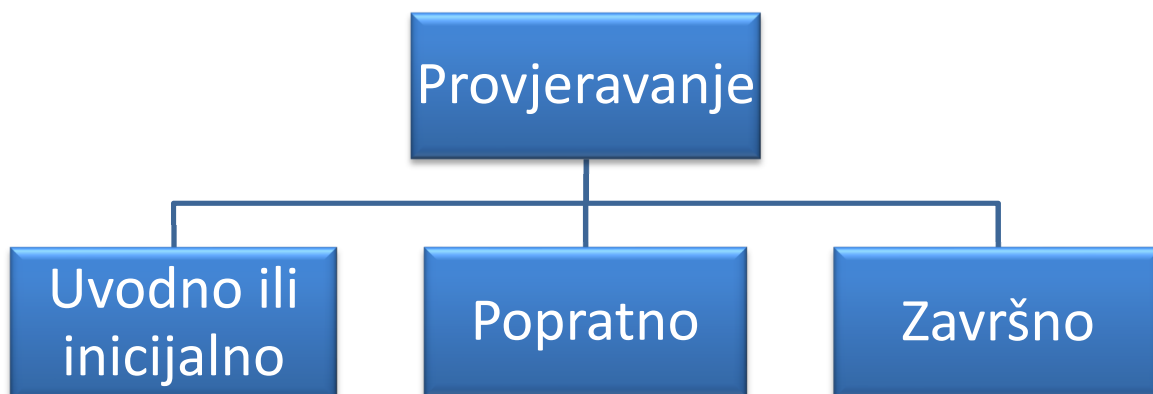 Provjeravanje
Uvodno ili
inicijalno
Popratno
Završno